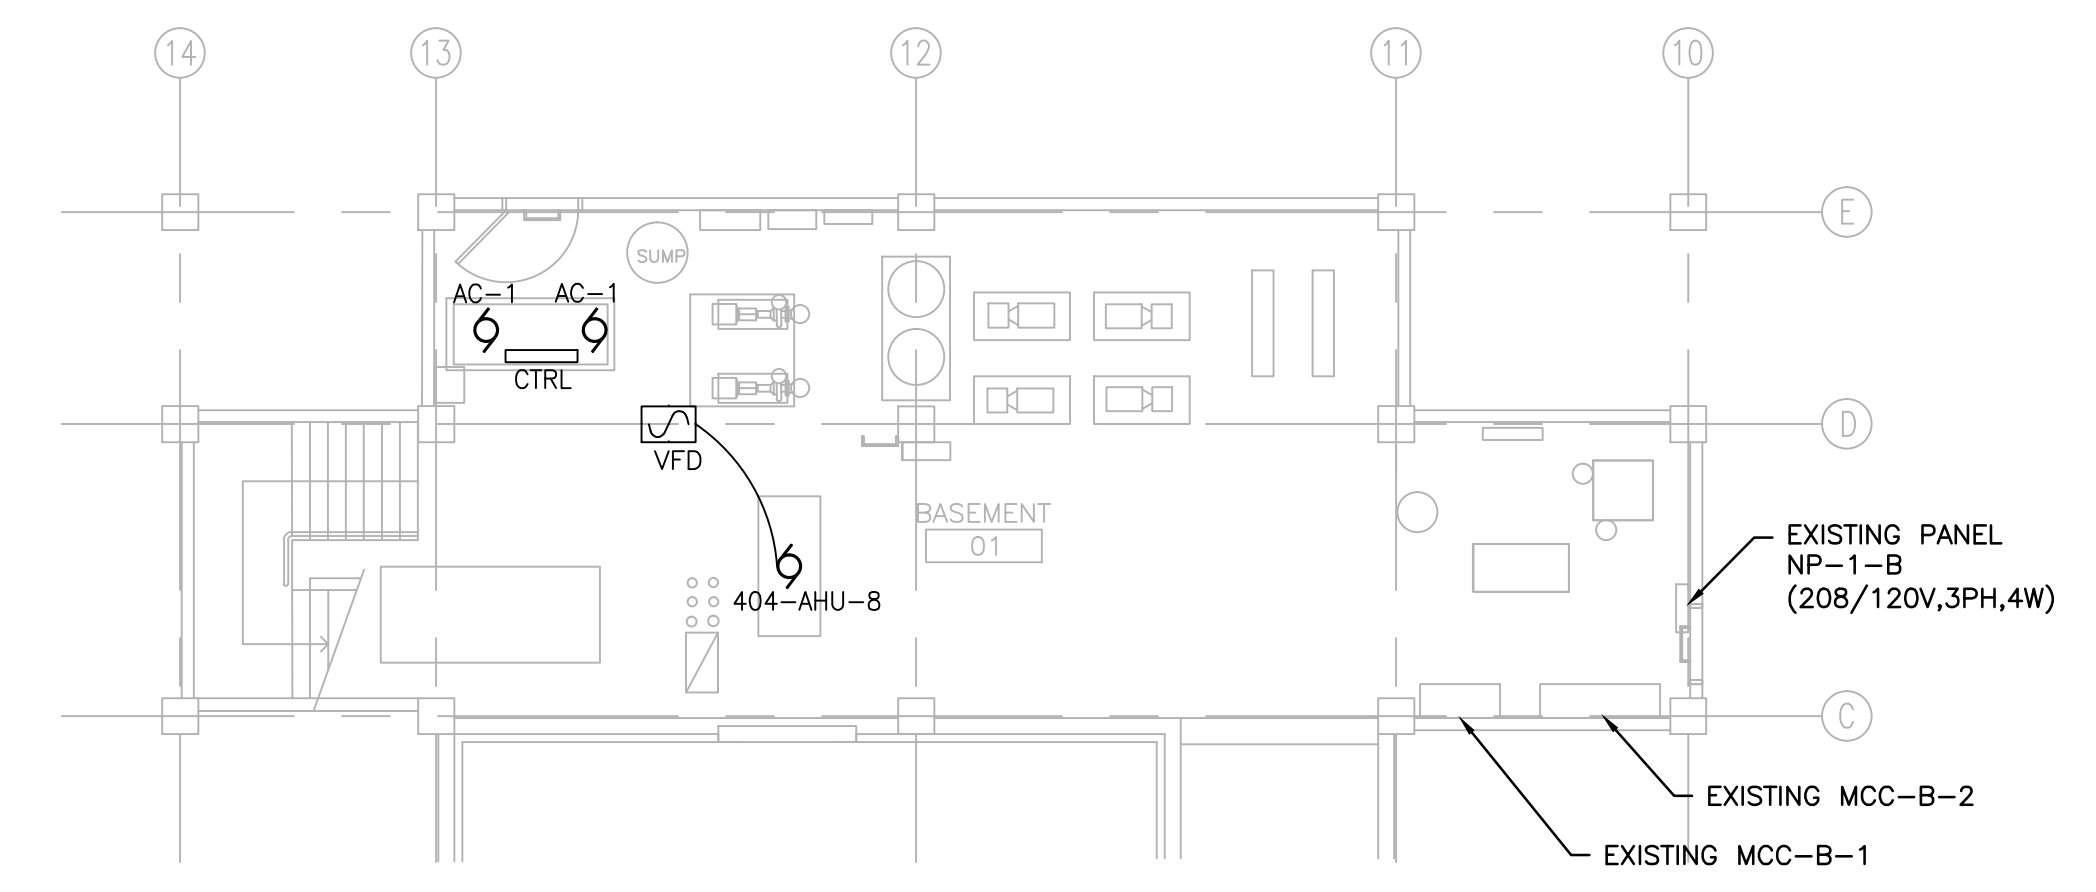 14
13
12
11
10
E
SUMP
AC-1
AC-1
CTRL
D
VFD
BASEMENT
01
EXISTING PANEL
NP-1-B
(208/120V,3PH,4W)
404-AHU-8
C
EXISTING MCC-B-2
EXISTING MCC-B-1